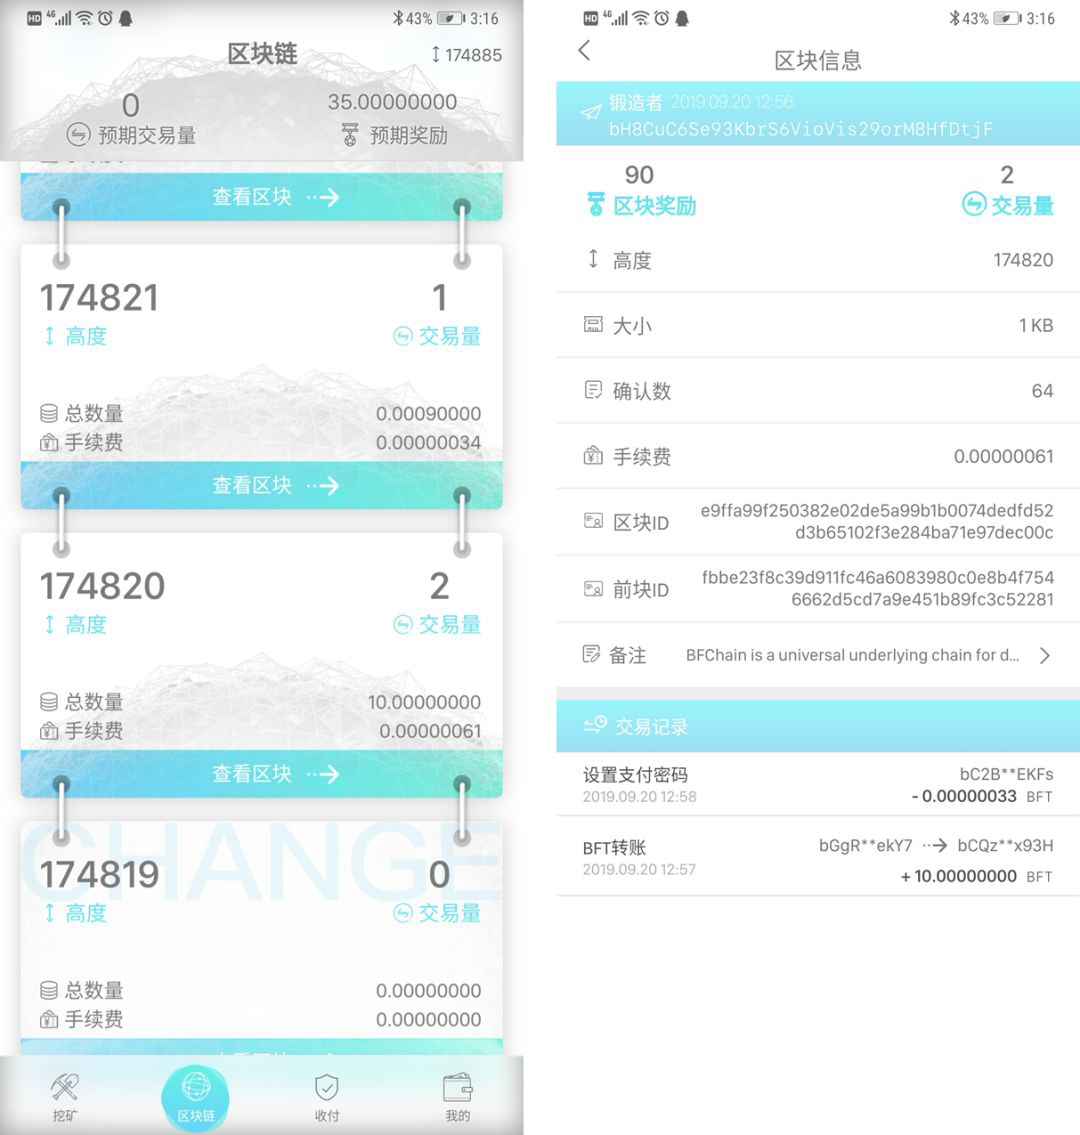 HD 4G 43% 3:16
区块链
174885
0
预期交易量
35.00000000
预期奖励
查看区块
174821
高度
1
交易量
总数量 0.00090000
手续费 0.00000034
查看区块
174820
高度
2
交易量
总数量 10.00000000
手续费 0.00000061
查看区块
CHANGE
174819
高度
0
交易量
总数量 0.00000000
手续费 0.00000000
挖矿
区块链
收付
我的
HD 4G 43% 3:16
区块信息
锻造者 2019.09.20 12:56
bH8CuC6Se93KbrS6VioVis29orM8HfDtjF
90
区块奖励
2
交易量
高度 174820
大小 1 KB
确认数 64
手续费 0.00000061
区块ID e9ffa99f250382e02de5a99b1b0074dedfd52
d3b65102f3e284ba71e97dec00c
前块ID fbbe23f8c39d911fc46a6083980c0e8b4f754
6662d5cd7a9e451b89fc3c52281
备注 BFChain is a universal underlying chain for d...
交易记录
设置支付密码 bC2B**EKFs
2019.09.20 12:58 - 0.00000033 BFT
BFT转账 bGgR**ekY7 bCQz**x93H
2019.09.20 12:57 + 10.00000000 BFT